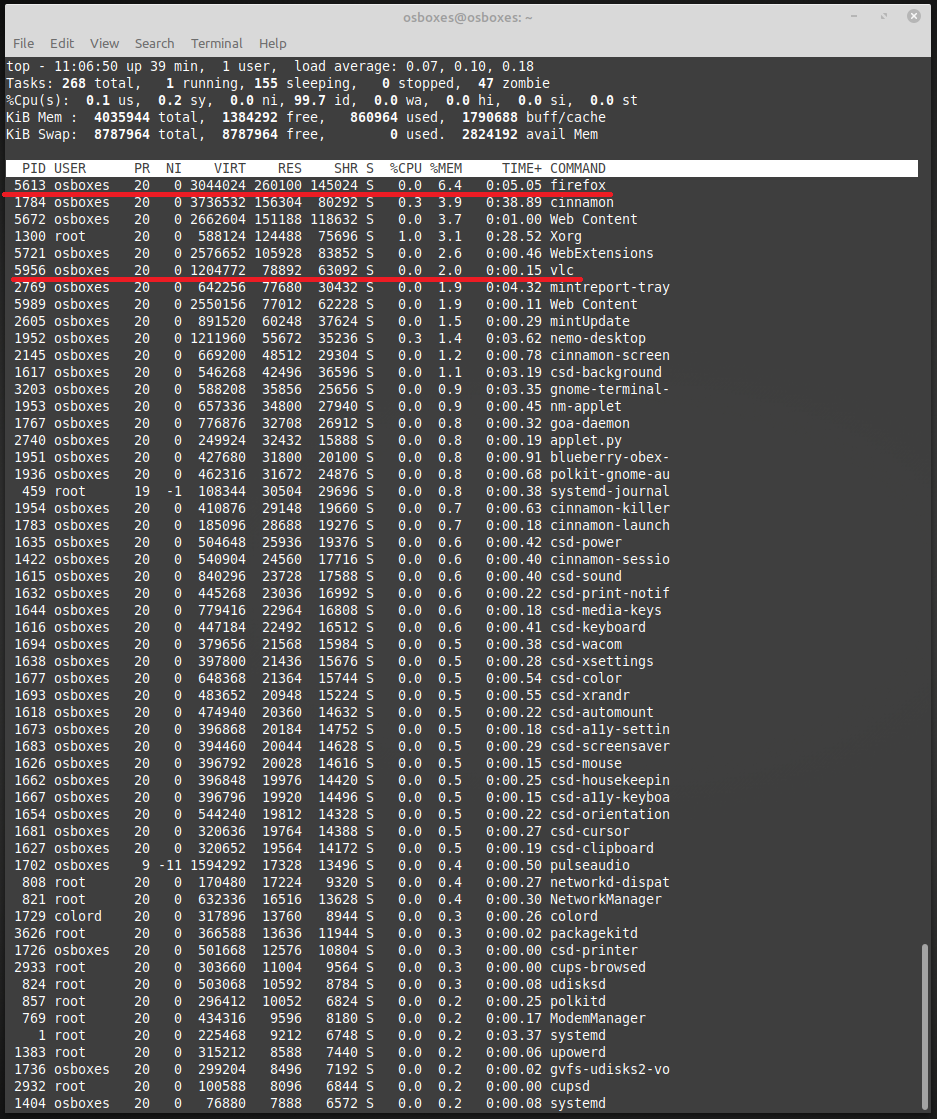 osboxes@osboxes: ~
File Edit View Search Terminal Help
top - 11:06:50 up 39 min,  1 user,  load average: 0.07, 0.10, 0.18
Tasks: 268 total,   1 running, 155 sleeping,   0 stopped,  47 zombie
%Cpu(s):  0.1 us,  0.2 sy,  0.0 ni, 99.7 id,  0.0 wa,  0.0 hi,  0.0 si,  0.0 st
KiB Mem :  4035944 total,  1384292 free,   860964 used,  1790688 buff/cache
KiB Swap:  8787964 total,  8787964 free,        0 used.  2824192 avail Mem
PID USER PR NI VIRT RES SHR S %CPU %MEM TIME+ COMMAND
5613 osboxes 20 0 3044024 260100 145024 S 0.0 6.4 0:05.05 firefox
1784 osboxes 20 0 3736532 156304 80292 S 0.3 3.9 0:38.89 cinnamon
5672 osboxes 20 0 2662604 151188 118632 S 0.0 3.7 0:01.00 Web Content
1300 root 20 0 588124 124488 75696 S 1.0 3.1 0:28.52 Xorg
5721 osboxes 20 0 2576652 105928 83852 S 0.0 2.6 0:00.46 WebExtensions
5956 osboxes 20 0 1204772 78892 63092 S 0.0 2.0 0:00.15 vlc
2769 osboxes 20 0 642256 77680 30432 S 0.0 1.9 0:04.32 mintreport-tray
5989 osboxes 20 0 2550156 77012 62228 S 0.0 1.9 0:00.11 Web Content
2605 osboxes 20 0 891520 60248 37624 S 0.0 1.5 0:00.29 mintUpdate
1952 osboxes 20 0 1211960 55672 35236 S 0.3 1.4 0:03.62 nemo-desktop
2145 osboxes 20 0 669200 48512 29304 S 0.0 1.2 0:00.78 cinnamon-screen
1617 osboxes 20 0 546268 42496 36596 S 0.0 1.1 0:03.19 csd-background
3203 osboxes 20 0 588208 35856 25656 S 0.0 0.9 0:03.35 gnome-terminal-
1953 osboxes 20 0 657336 34800 27940 S 0.0 0.9 0:00.45 nm-applet
1767 osboxes 20 0 776876 32708 26912 S 0.0 0.8 0:00.32 goa-daemon
2740 osboxes 20 0 249924 32432 15888 S 0.0 0.8 0:00.19 applet.py
1951 osboxes 20 0 427680 31800 20100 S 0.0 0.8 0:00.91 blueberry-obex-
1936 osboxes 20 0 462316 31672 24876 S 0.0 0.8 0:00.68 polkit-gnome-au
459 root 19 -1 108344 30504 29696 S 0.0 0.8 0:00.38 systemd-journal
1954 osboxes 20 0 410876 29148 19660 S 0.0 0.7 0:00.63 cinnamon-killer
1783 osboxes 20 0 185096 28688 19276 S 0.0 0.7 0:00.18 cinnamon-launch
1635 osboxes 20 0 504648 25936 19376 S 0.0 0.6 0:00.42 csd-power
1422 osboxes 20 0 540904 24560 17716 S 0.0 0.6 0:00.40 cinnamon-sessio
1615 osboxes 20 0 840296 23728 17588 S 0.0 0.6 0:00.40 csd-sound
1632 osboxes 20 0 445268 23036 16992 S 0.0 0.6 0:00.22 csd-print-notif
1644 osboxes 20 0 779416 22964 16808 S 0.0 0.6 0:00.18 csd-media-keys
1616 osboxes 20 0 447184 22492 16512 S 0.0 0.6 0:00.41 csd-keyboard
1694 osboxes 20 0 379656 21568 15984 S 0.0 0.5 0:00.38 csd-wacom
1638 osboxes 20 0 397800 21436 15676 S 0.0 0.5 0:00.28 csd-xsettings
1677 osboxes 20 0 648368 21364 15744 S 0.0 0.5 0:00.54 csd-color
1693 osboxes 20 0 483652 20948 15224 S 0.0 0.5 0:00.55 csd-xrandr
1618 osboxes 20 0 474940 20360 14632 S 0.0 0.5 0:00.22 csd-automount
1673 osboxes 20 0 396868 20184 14752 S 0.0 0.5 0:00.18 csd-a11y-settin
1683 osboxes 20 0 394460 20044 14628 S 0.0 0.5 0:00.29 csd-screensaver
1626 osboxes 20 0 396792 20028 14616 S 0.0 0.5 0:00.15 csd-mouse
1662 osboxes 20 0 396848 19976 14420 S 0.0 0.5 0:00.25 csd-housekeepin
1667 osboxes 20 0 396796 19920 14496 S 0.0 0.5 0:00.15 csd-a11y-keyboa
1654 osboxes 20 0 544240 19812 14328 S 0.0 0.5 0:00.22 csd-orientation
1681 osboxes 20 0 320636 19764 14388 S 0.0 0.5 0:00.27 csd-cursor
1627 osboxes 20 0 320652 19564 14172 S 0.0 0.5 0:00.19 csd-clipboard
1702 osboxes 9 -11 1594292 17328 13496 S 0.0 0.4 0:00.50 pulseaudio
808 root 20 0 170480 17224 9320 S 0.0 0.4 0:00.27 networkd-dispat
821 root 20 0 632336 16516 13628 S 0.0 0.4 0:00.30 NetworkManager
1729 colord 20 0 317896 13760 8944 S 0.0 0.3 0:00.26 colord
3626 root 20 0 366588 13636 11944 S 0.0 0.3 0:00.02 packagekitd
1726 osboxes 20 0 501668 12576 10804 S 0.0 0.3 0:00.00 csd-printer
2933 root 20 0 303660 11004 9564 S 0.0 0.3 0:00.00 cups-browsed
824 root 20 0 503068 10592 8784 S 0.0 0.3 0:00.08 udisksd
857 root 20 0 296412 10052 6824 S 0.0 0.2 0:00.25 polkitd
769 root 20 0 434316 9596 8180 S 0.0 0.2 0:00.17 ModemManager
1 root 20 0 225468 9212 6748 S 0.0 0.2 0:03.37 systemd
1383 root 20 0 315212 8588 7440 S 0.0 0.2 0:00.06 upowerd
1736 osboxes 20 0 299204 8496 7192 S 0.0 0.2 0:00.02 gvfs-udisks2-vo
2932 root 20 0 100588 8096 6844 S 0.0 0.2 0:00.00 cupsd
1404 osboxes 20 0 76880 7888 6572 S 0.0 0.2 0:00.08 systemd